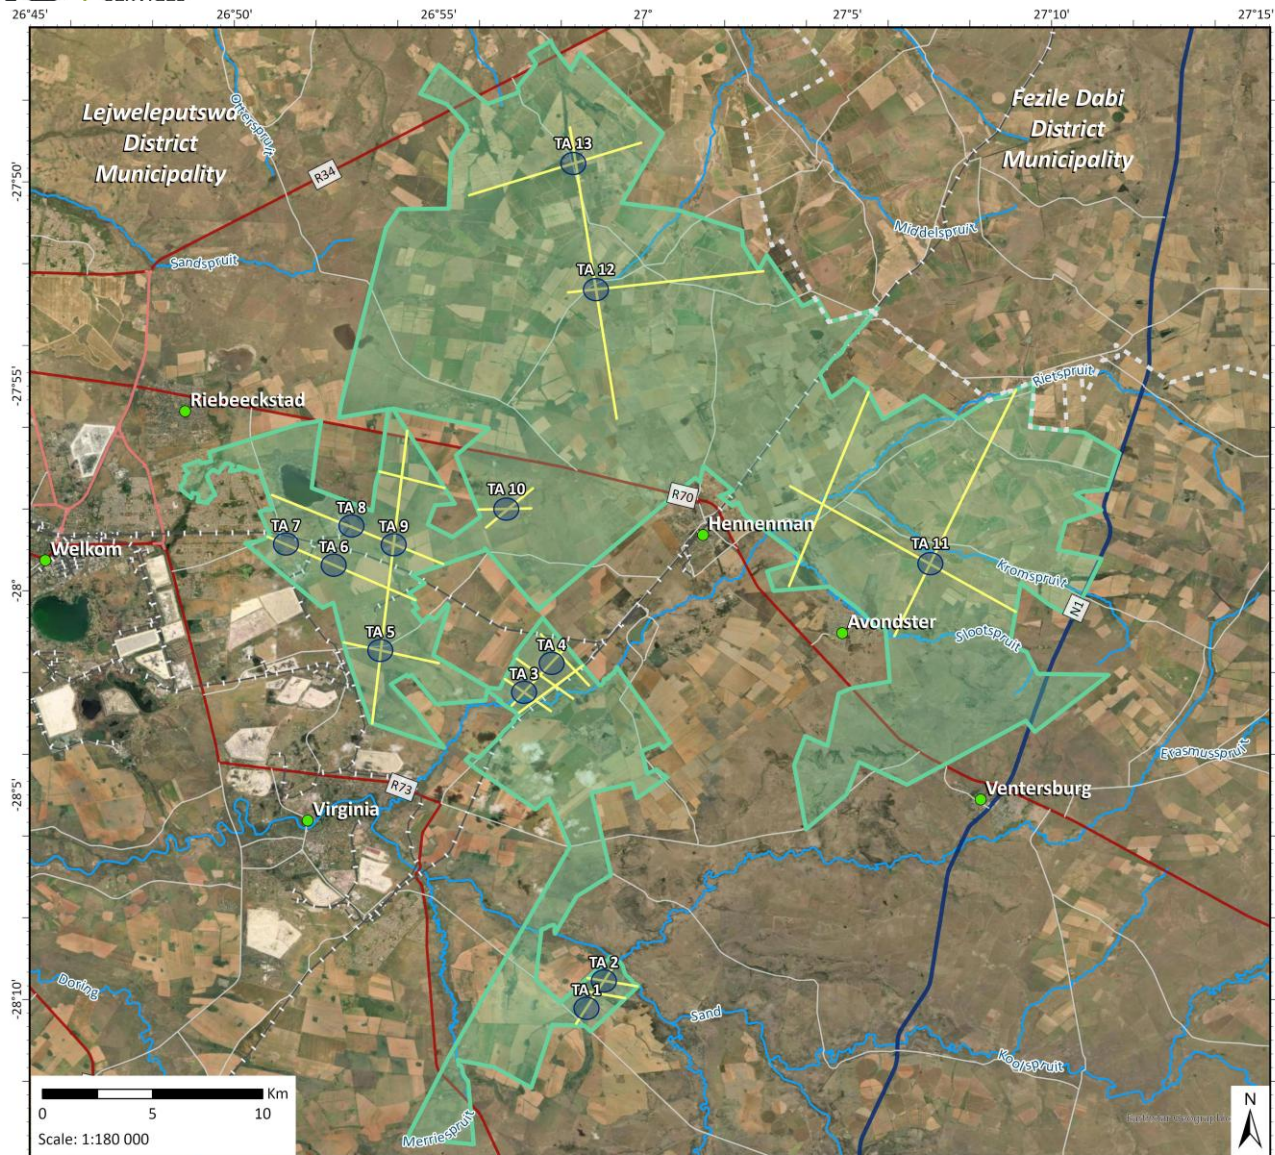 26°45'
26°50'
26°55'
27°
27°5'
27°10'
27°15'
Lejweleputswa
District
Municipality
Fezile Dabi
District
Municipality
Otterspruit
R34
TA 13
-27°50'
Middelspruit
Sandspruit
TA 12
-27°55'
Rietspruit
Riebeeckstad
R70
TA 10
Hennenman
TA 8
TA 7
TA 9
TA 6
TA 11
Welkom
Kromspruit
-28°
N1
Avondster
Slootspruit
TA 5
TA 4
TA 3
Erasmusspruit
-28°5'
R73
Ventersburg
Virginia
TA 2
TA 1
Doring
-28°10'
Sand
Koolspruit
Merriespruit
Km
0 5 10
Scale: 1:180 000
N